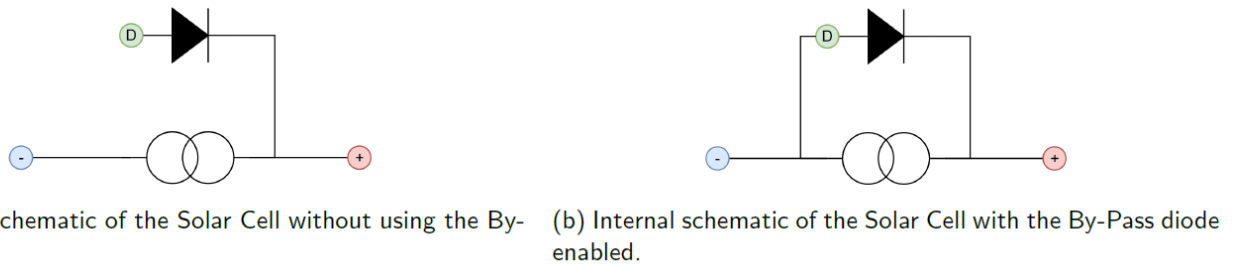 D
D
-
+
-
+
chematic of the Solar Cell without using the By-
(b) Internal schematic of the Solar Cell with the By-Pass diode
enabled.